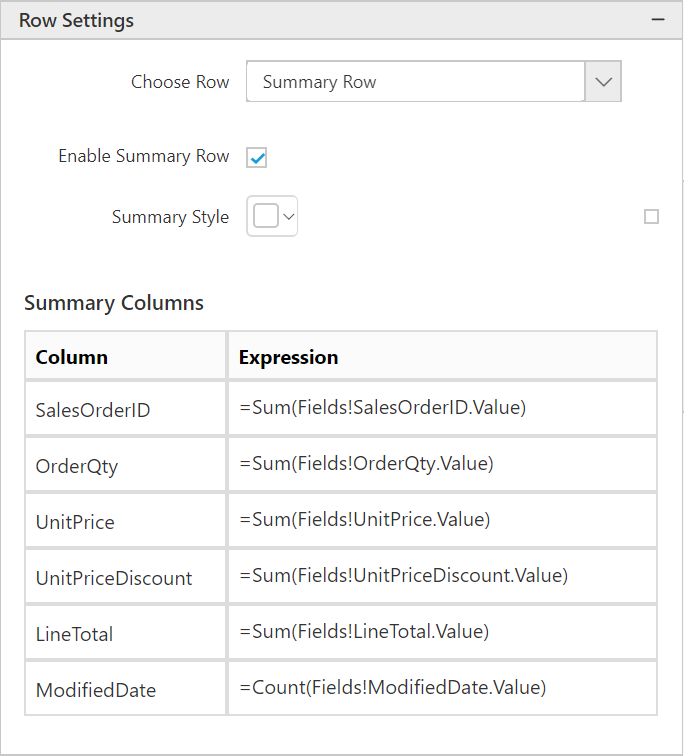 Row Settings
Choose Row
Summary Row
Enable Summary Row
Summary Style
Summary Columns
Column Expression
SalesOrderID =Sum(Fields!SalesOrderID.Value)
OrderQty =Sum(Fields!OrderQty.Value)
UnitPrice =Sum(Fields!UnitPrice.Value)
UnitPriceDiscount =Sum(Fields!UnitPriceDiscount.Value)
LineTotal =Sum(Fields!LineTotal.Value)
ModifiedDate =Count(Fields!ModifiedDate.Value)